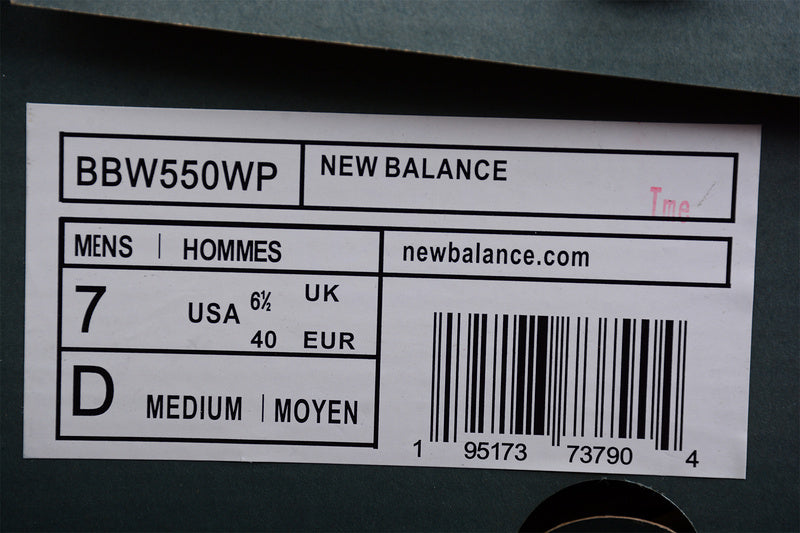 BBW550WP
NEW BALANCE
Tme
MENS | HOMMES
newbalance.com
7 USA 6½ UK
40 EUR
D MEDIUM | MOYEN
1 95173 73790 4